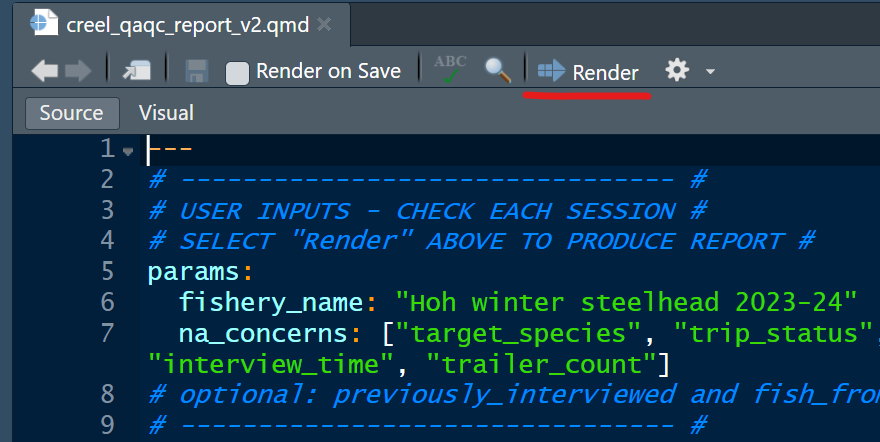 creel_qaqc_report_v2.qmd
Render on Save ABC Render
Source Visual
1 ---
2 # -------------------------------- #
3 # USER INPUTS - CHECK EACH SESSION #
4 # SELECT "Render" ABOVE TO PRODUCE REPORT #
5 params:
6 fishery_name: "Hoh winter steelhead 2023-24"
7 na_concerns: ["target_species", "trip_status",
"interview_time", "trailer_count"]
8 # optional: previously_interviewed and
9 # -------------------------------- #